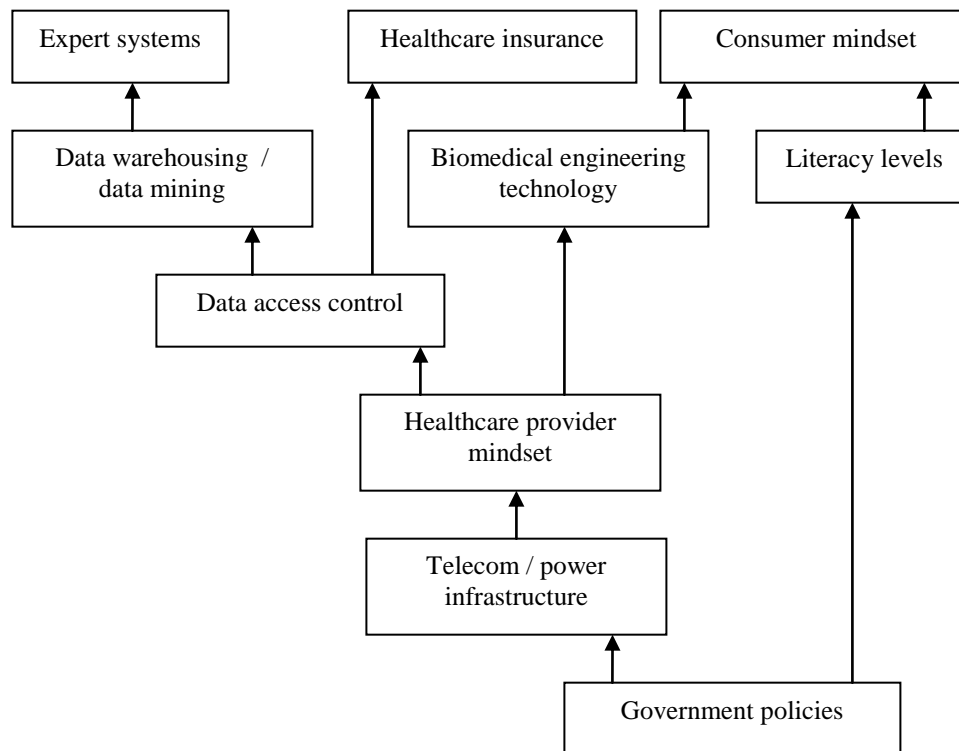 Expert systems
Healthcare insurance
Consumer mindset
Data warehousing / 
data mining
Biomedical engineering
technology
Literacy levels
Data access control
Healthcare provider
mindset
Telecom / power
infrastructure
Government policies